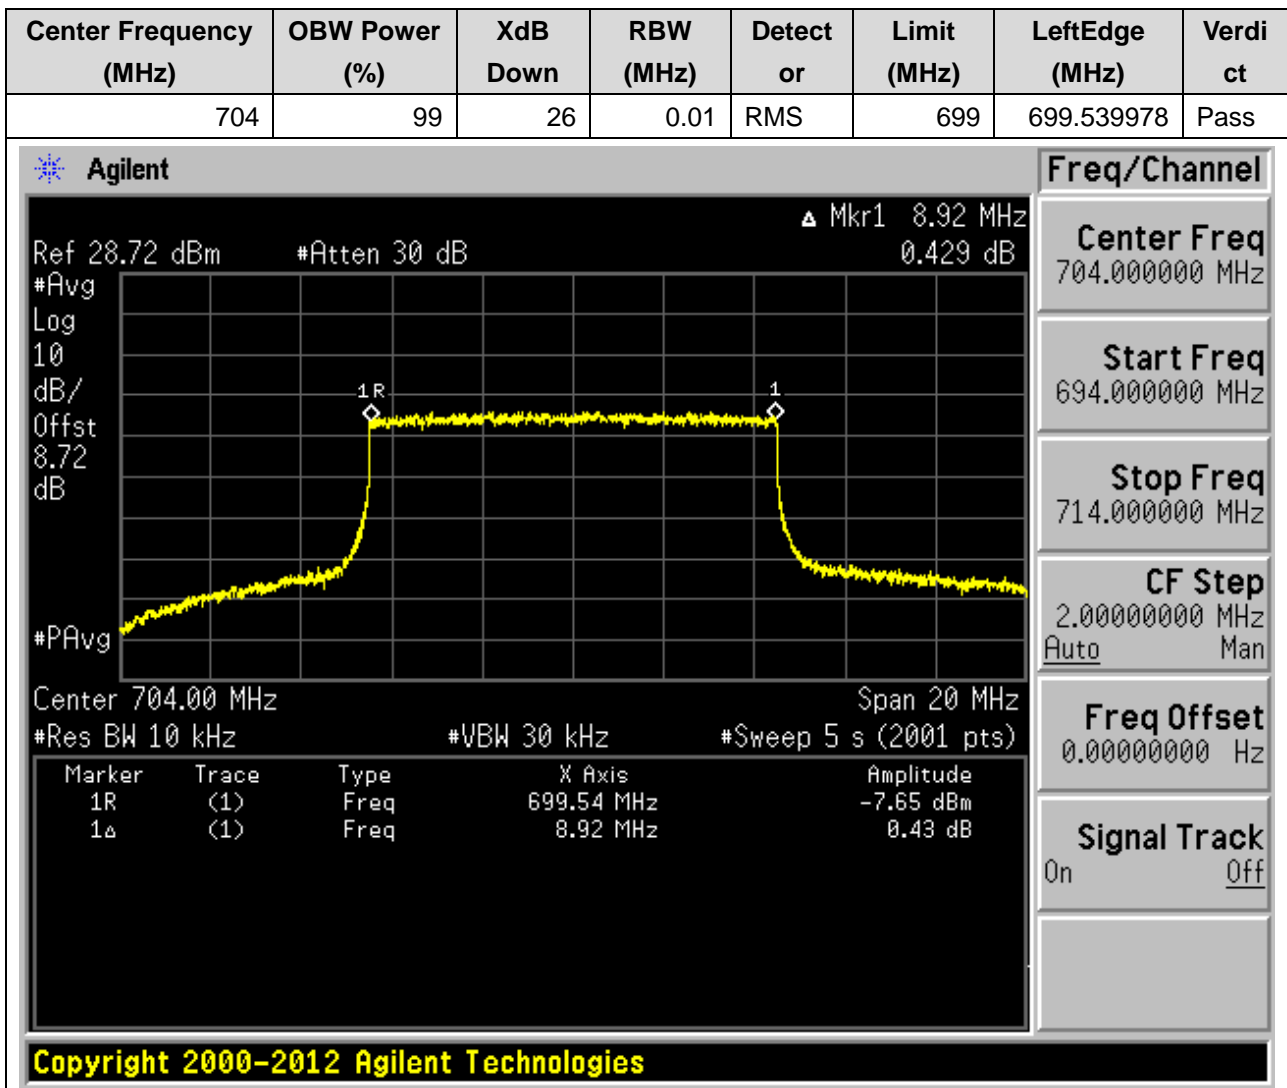 Center Frequency (MHz) OBW Power (%) XdB Down RBW (MHz) Detect or Limit (MHz) LeftEdge (MHz) Verdi ct
704 99 26 0.01 RMS 699 699.539978 Pass
Agilent
Freq/Channel
Δ Mkr1 8.92 MHz
Ref 28.72 dBm #Atten 30 dB 0.429 dB
#Avg
Log
10
dB/
Offst
8.72
dB
#PAvg
1R
1
Center 704.00 MHz Span 20 MHz
#Res BW 10 kHz #VBW 30 kHz #Sweep 5 s (2001 pts)
Marker Trace Type X Axis Amplitude
1R (1) Freq 699.54 MHz -7.65 dBm
1Δ (1) Freq 8.92 MHz 0.43 dB
Center Freq
704.000000 MHz
Start Freq
694.000000 MHz
Stop Freq
714.000000 MHz
CF Step
2.00000000 MHz
Auto Man
Freq Offset
0.00000000 Hz
Signal Track
On Off
Copyright 2000-2012 Agilent Technologies